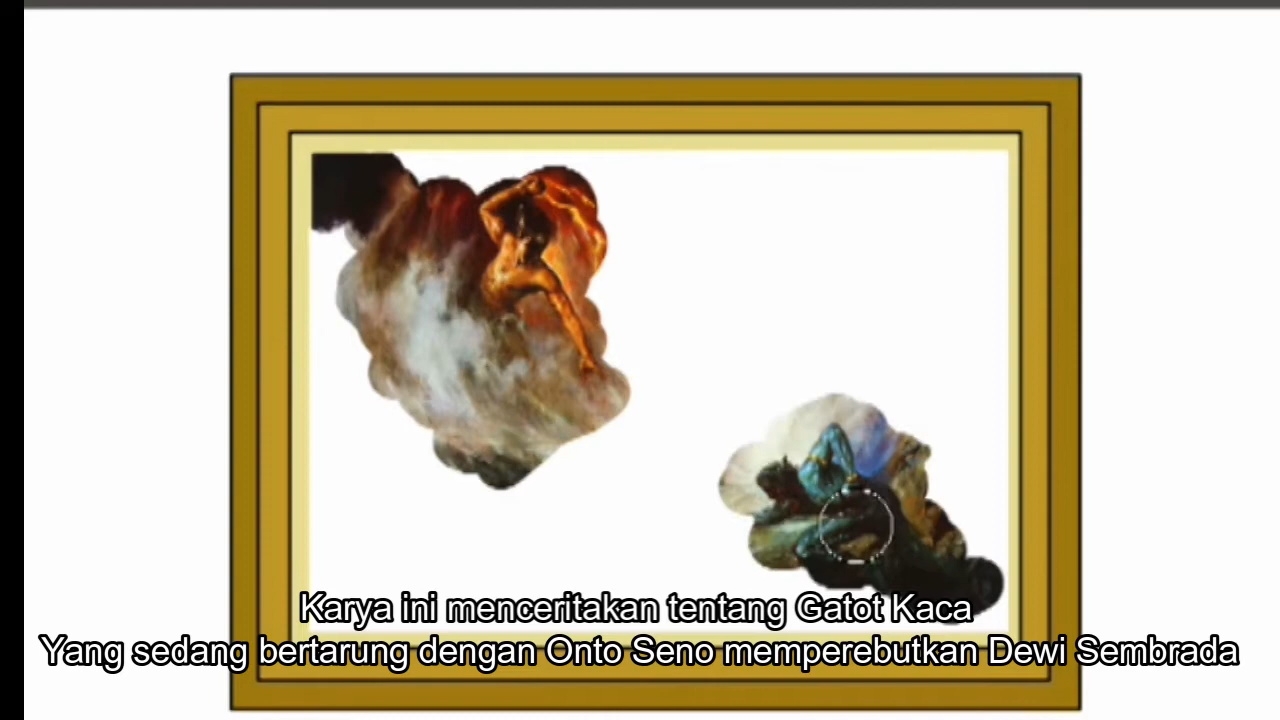 Karya ini menceritakan tentang Gatot Kaca
Yang sedang bertarung dengan Onto Seno memperebutkan Dewi Sembrada